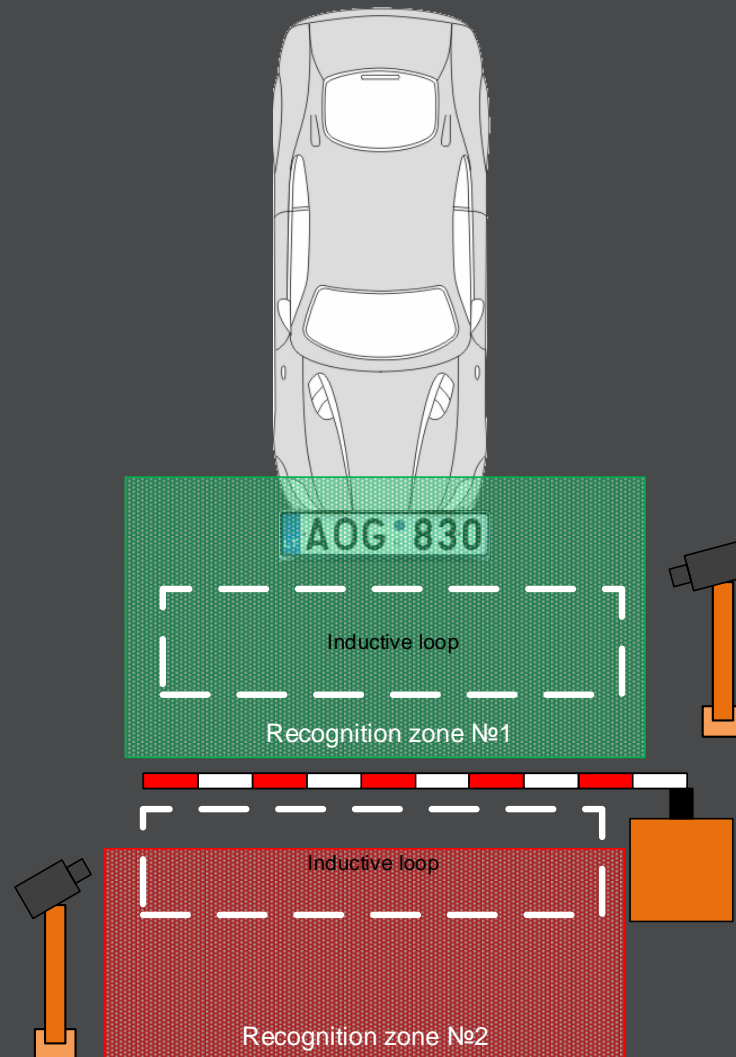 AOG 830
Inductive loop
Recognition zone №1
Inductive loop
Recognition zone №2